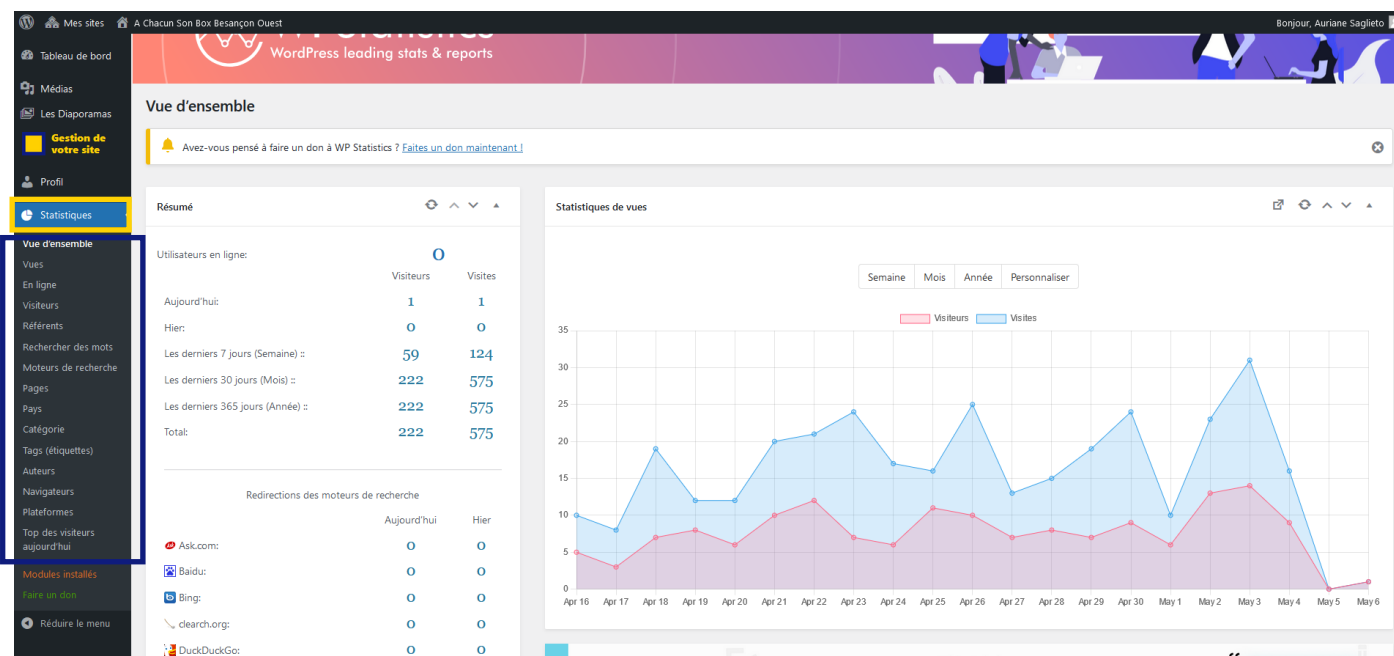 Mes sites
A Chacun Son Box Besançon Ouest
Bonjour, Auriane Saglieto
Tableau de bord
Médias
Les Diaporamas
Gestion de
votre site
Profil
Statistiques
Vue d'ensemble
Vues
En ligne
Visiteurs
Référents
Rechercher des mots
Moteurs de recherche
Pages
Pays
Catégorie
Tags (étiquettes)
Auteurs
Navigateurs
Plateformes
Top des visiteurs
aujourd'hui
Modules installés
Faire un don
Réduire le menu
WordPress leading stats & reports
Vue d'ensemble
Avez-vous pensé à faire un don à WP Statistics ? Faites un don maintenant !
Résumé
Utilisateurs en ligne: 0
Visiteurs Visites
Aujourd'hui: 1 1
Hier: 0 0
Les derniers 7 jours (Semaine) :: 59 124
Les derniers 30 jours (Mois) :: 222 575
Les derniers 365 jours (Année) :: 222 575
Total: 222 575
Redirections des moteurs de recherche
Aujourd'hui Hier
Ask.com: 0 0
Baidu: 0 0
Bing: 0 0
clearch.org: 0 0
DuckDuckGo: 0 0
Statistiques de vues
Semaine Mois Année Personnaliser
Visiteurs Visites
35
30
25
20
15
10
5
0
Apr 16 Apr 17 Apr 18 Apr 19 Apr 20 Apr 21 Apr 22 Apr 23 Apr 24 Apr 25 Apr 26 Apr 27 Apr 28 Apr 29 Apr 30 May 1 May 2 May 3 May 4 May 5 May 6